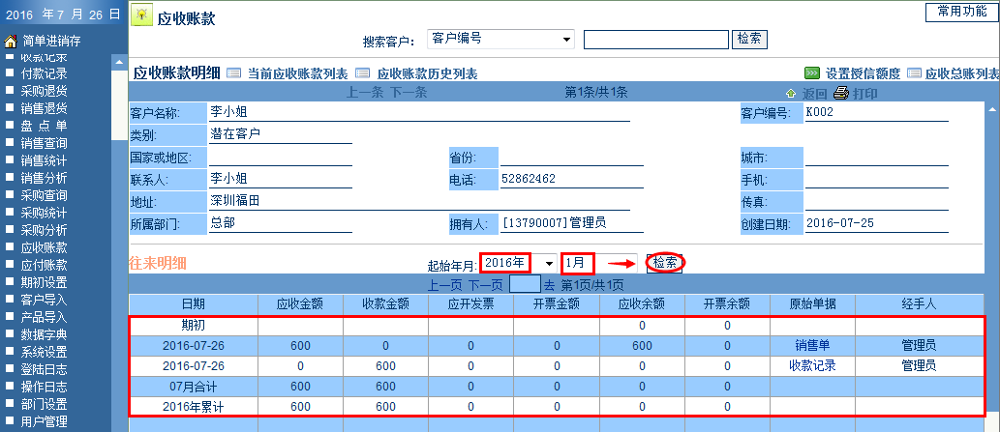 2016 年 7 月 26 日
简单进销存
收款记录
付款记录
采购退货
销售退货
盘 点 单
销售查询
销售统计
销售分析
采购查询
采购统计
采购分析
应收账款
应付账款
期初设置
客户导入
产品导入
数据字典
系统设置
登陆日志
操作日志
部门设置
用户管理
应收账款
常用功能
搜索客户： 客户编号 检索
应收账款明细 当前应收账款列表 应收账款历史列表 设置授信额度 应收总账列表
上一条 下一条 第1条/共1条 返回 打印
客户名称: 李小姐 客户编号: K002
类别: 潜在客户
国家或地区: 省份: 城市:
联系人: 李小姐 电话: 52862462 手机:
地址: 深圳福田 传真:
所属部门: 总部 拥有人: [13790007]管理员 创建日期: 2016-07-25
往来明细 起始年月: 2016年 1月 检索
上一页 下一页 去 第1页/共1页
日期 应收金额 收款金额 应开发票 开票金额 应收余额 开票余额 原始单据 经手人
期初 0 0
2016-07-26 600 0 0 0 600 0 销售单 管理员
2016-07-26 0 600 0 0 0 0 收款记录 管理员
07月合计 600 600 0 0 0 0
2016年累计 600 600 0 0 0 0